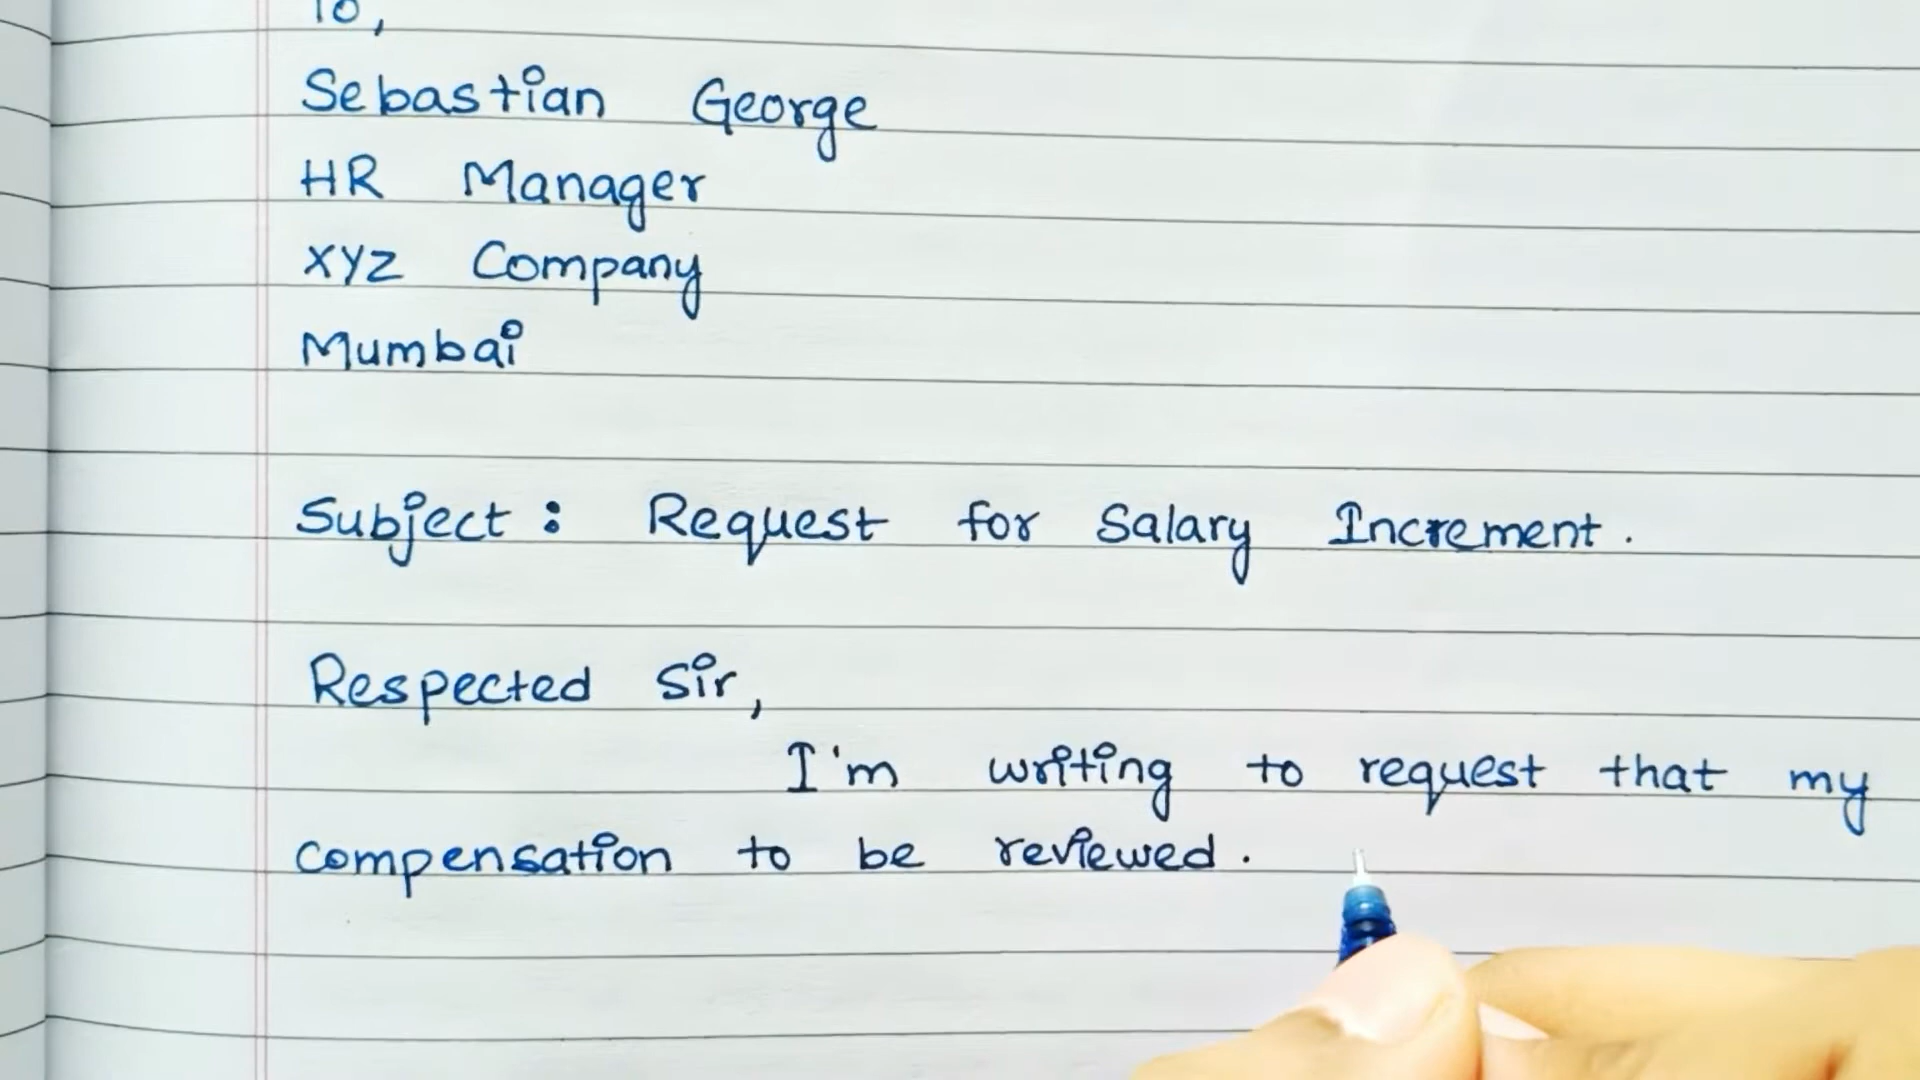 To,
Sebastian George
HR Manager
XYZ Company
Mumbai
Subject : Request for Salary Increment.
Respected Sir,
I'm writing to request that my
compensation to be reviewed.